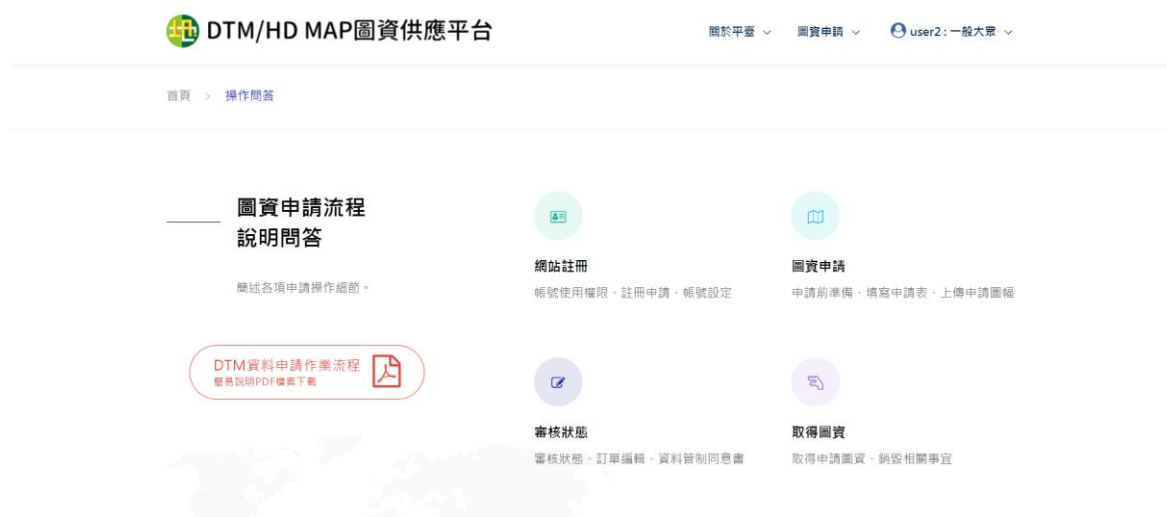 DTM/HD MAP圖資供應平台
關於平臺
圖資申請
user2 : 一般大眾
首頁 > 操作問答
圖資申請流程
說明問答
簡述各項申請操作細節。
DTM資料申請作業流程
簡易說明PDF檔案下載
網站註冊
帳號使用權限、註冊申請、帳號設定
圖資申請
申請前準備、填寫申請表、上傳申請圖幅
審核狀態
審核狀態、訂單編輯、資料管制同意書
取得圖資
取得申請圖資、銷毀相關事宜